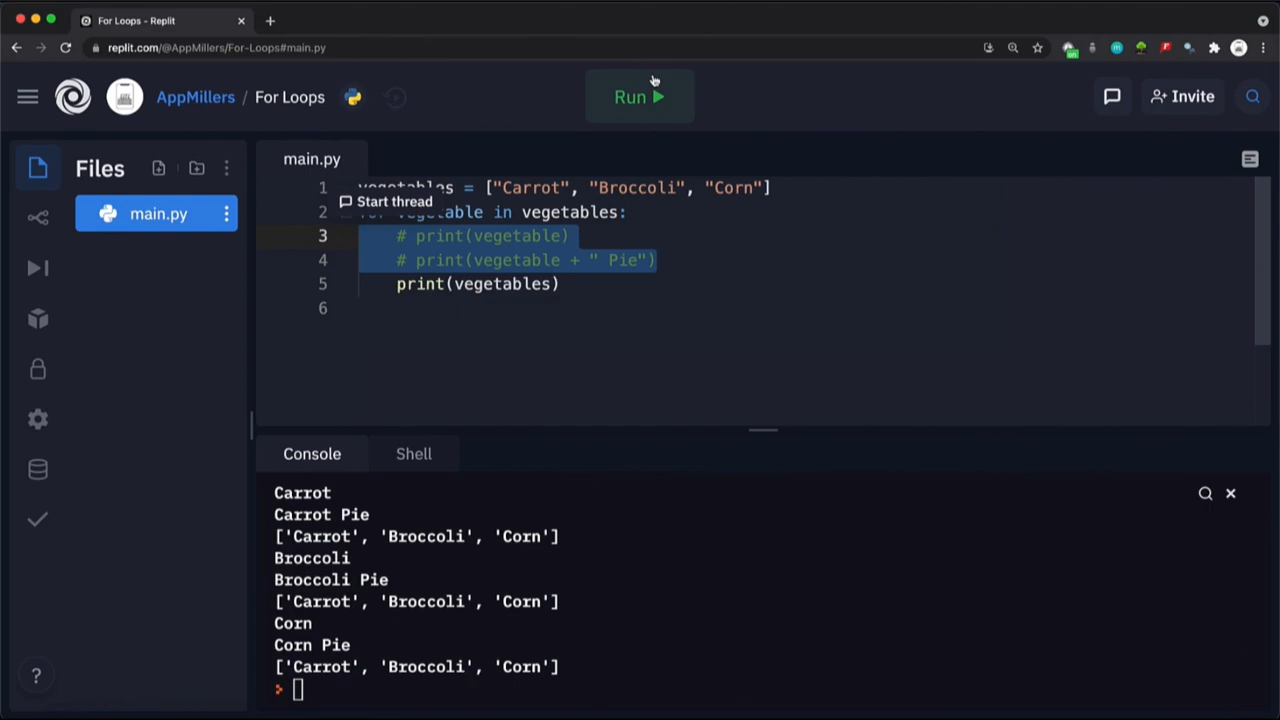 For Loops - Replit
replit.com/@AppMillers/For-Loops#main.py
AppMillers / For Loops
Run
Invite
Files
main.py
main.py
1 vegetables = ["Carrot", "Broccoli", "Corn"]
Start thread
2 for vegetable in vegetables:
3 # print(vegetable)
4 # print(vegetable + " Pie")
5 print(vegetables)
6
Console Shell
Carrot
Carrot Pie
['Carrot', 'Broccoli', 'Corn']
Broccoli
Broccoli Pie
['Carrot', 'Broccoli', 'Corn']
Corn
Corn Pie
['Carrot', 'Broccoli', 'Corn']
>
?